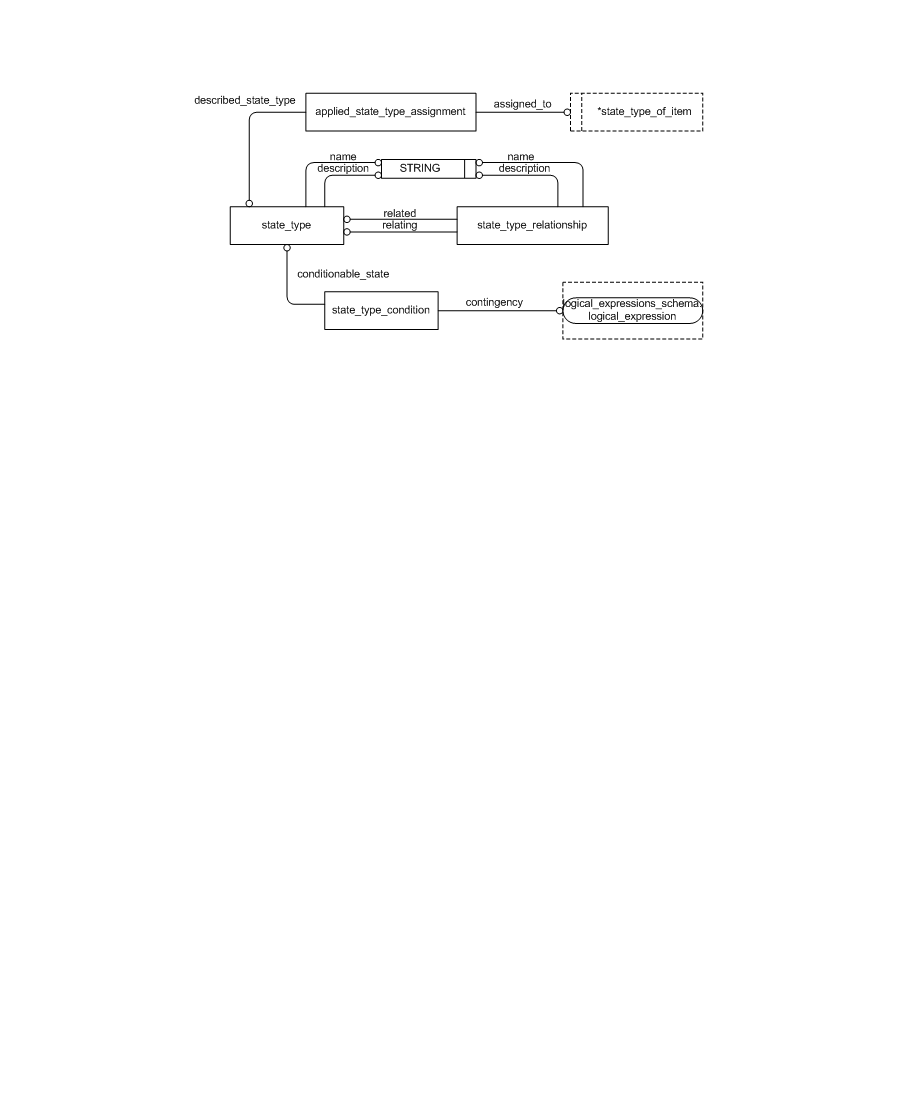 described_state_type
applied_state_type_assignment
assigned_to
*state_type_of_item
name
description
STRING
name
description
state_type
related
relating
state_type_relationship
conditionable_state
state_type_condition
contingency
logical_expressions_schema.
logical_expression